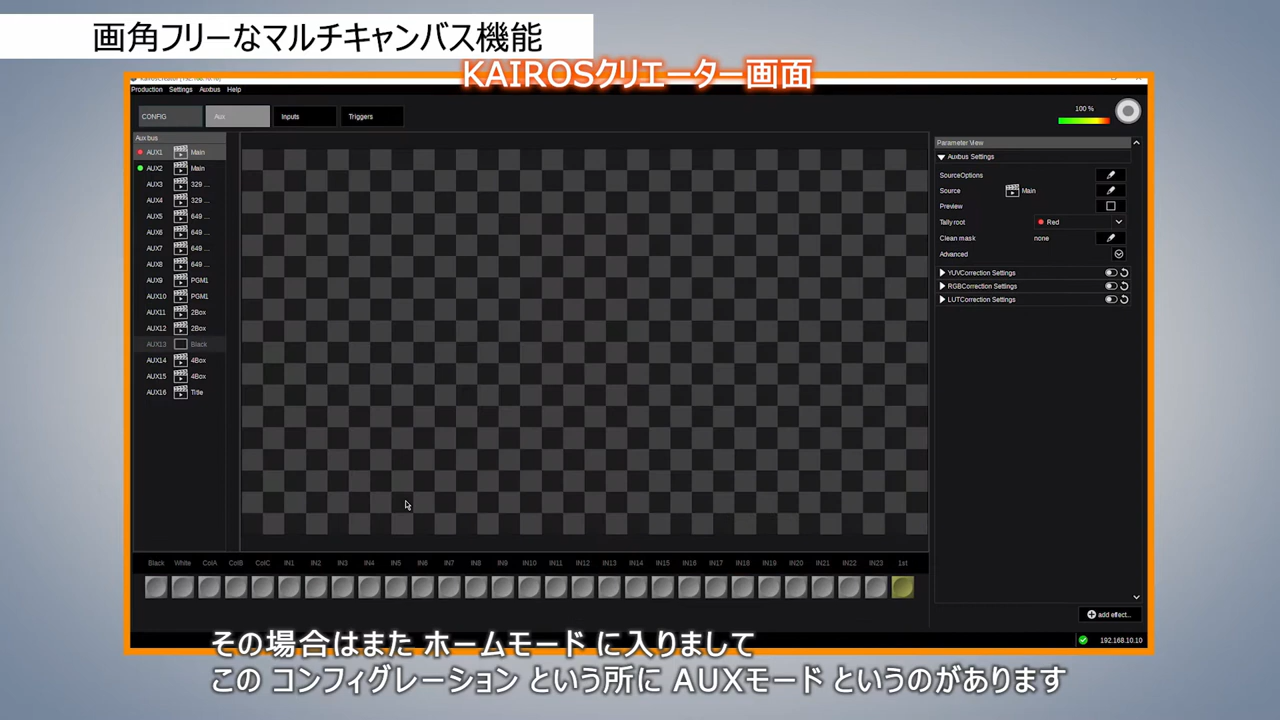 画角フリーなマルチキャンバス機能
KAIROSクリエーター画面
Production Settings Auxbus Help
CONFIG Aux Inputs Triggers
100 %
Aux bus
AUX1 Main
AUX2 Main
AUX3 329 ...
AUX4 329 ...
AUX5 649 ...
AUX6 649 ...
AUX7 649 ...
AUX8 649 ...
AUX9 PGM1
AUX10 PGM1
AUX11 2Box
AUX12 2Box
AUX13 Black
AUX14 4Box
AUX15 4Box
AUX16 Title
Parameter View
Auxbus Settings
SourceOptions
Source Main
Preview
Tally root Red
Clean mask none
Advanced
YUVCorrection Settings
RGBCorrection Settings
LUTCorrection Settings
Black White ColA ColB ColC IN1 IN2 IN3 IN4 IN5 IN6 IN7 IN8 IN9 IN10 IN11 IN12 IN13 IN14 IN15 IN16 IN17 IN18 IN19 IN20 IN21 IN22 IN23 1st
add effect...
192.168.10.10
その場合はまた ホームモード に入りまして
この コンフィグレーション という所に AUXモード というのがあります